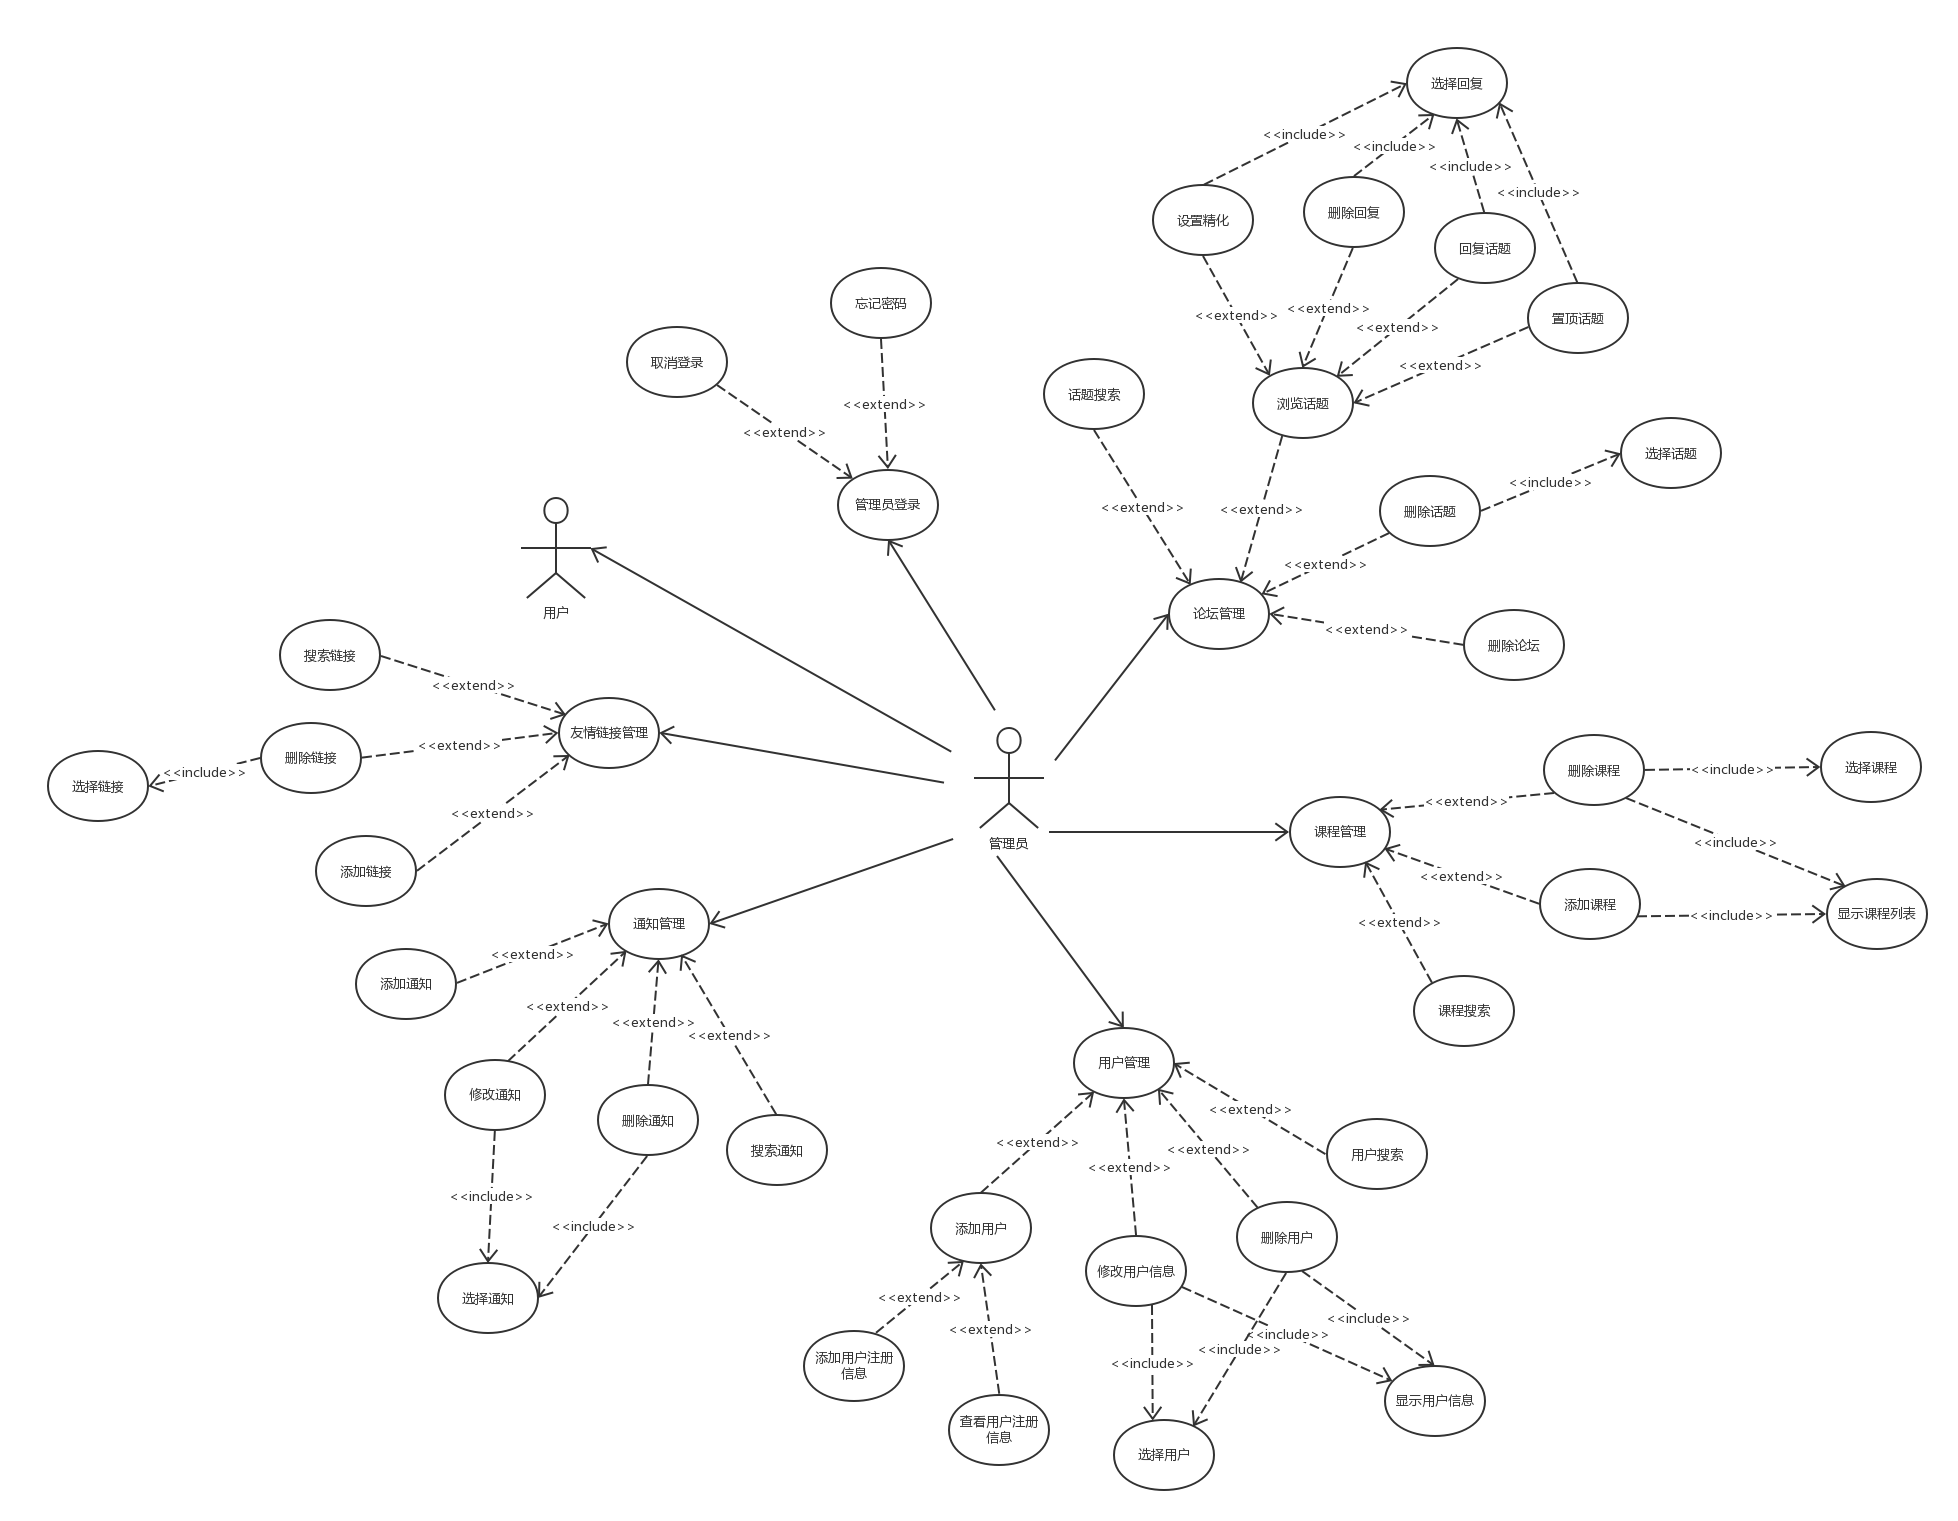 选择回复
<<include>>
<<include>>
<<include>>
<<include>>
设置精化
删除回复
回复话题
置顶话题
<<extend>>
<<extend>>
<<extend>>
<<extend>>
忘记密码
取消登录
<<extend>>
<<extend>>
管理员登录
话题搜索
浏览话题
<<extend>>
<<extend>>
选择话题
<<include>>
删除话题
<<extend>>
论坛管理
<<extend>>
删除论坛
用户
搜索链接
<<extend>>
友情链接管理
删除链接
<<extend>>
选择链接
<<include>>
<<extend>>
添加链接
管理员
删除课程
<<include>>
选择课程
<<extend>>
课程管理
<<include>>
<<extend>>
添加课程
<<include>>
显示课程列表
<<extend>>
课程搜索
通知管理
<<extend>>
添加通知
<<extend>>
<<extend>>
<<extend>>
修改通知
删除通知
搜索通知
<<include>>
<<include>>
选择通知
用户管理
<<extend>>
<<extend>>
<<extend>>
<<extend>>
用户搜索
添加用户
修改用户信息
删除用户
<<extend>>
<<extend>>
<<include>>
<<include>>
<<include>>
<<include>>
添加用户注册
信息
查看用户注册
信息
显示用户信息
选择用户